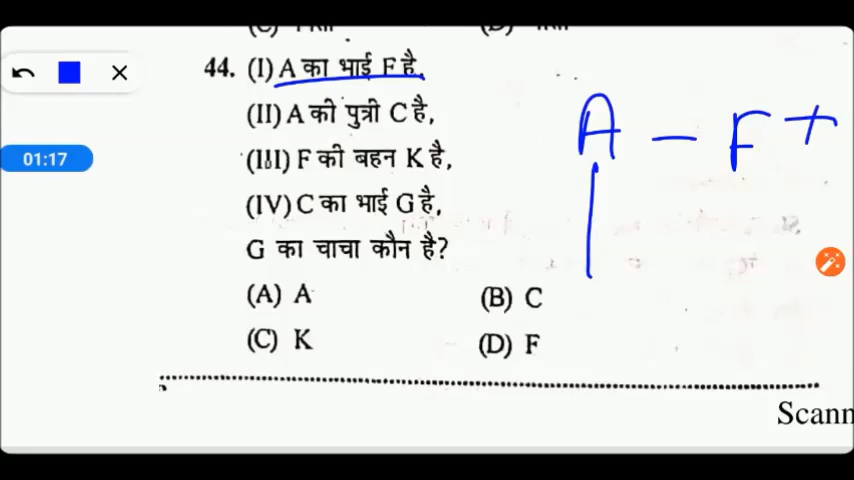 44. (I) A का भाई F है,
(II) A की पुत्री C है,
(III) F की बहन K है,
(IV) C का भाई G है,
G का चाचा कौन है?
(A) A (B) C
(C) K (D) F
A - F +
01:17
Scann